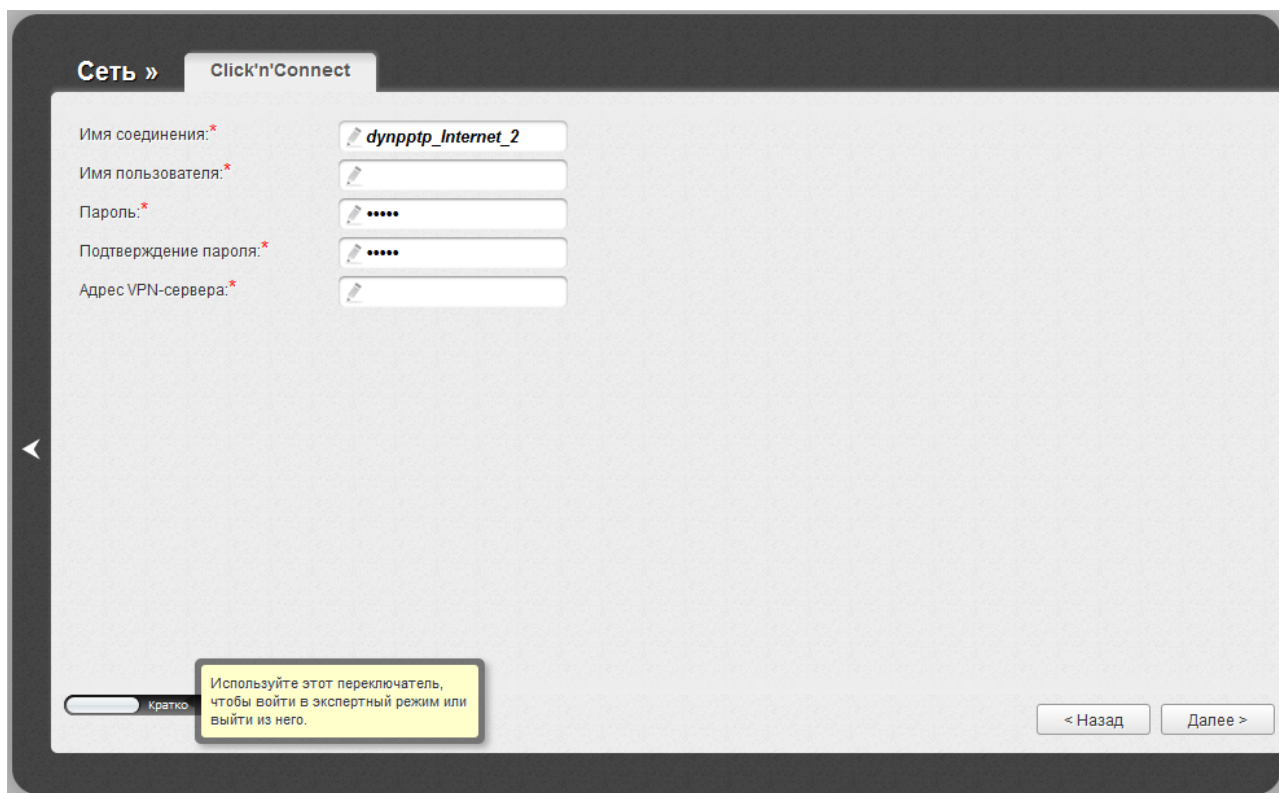 Сеть »
Click'n'Connect
Имя соединения:*
dynpptp_Internet_2
Имя пользователя:*
Пароль:*
•••••
Подтверждение пароля:*
•••••
Адрес VPN-сервера:*
Кратко
Используйте этот переключатель,
чтобы войти в экспертный режим или
выйти из него.
< Назад
Далее >